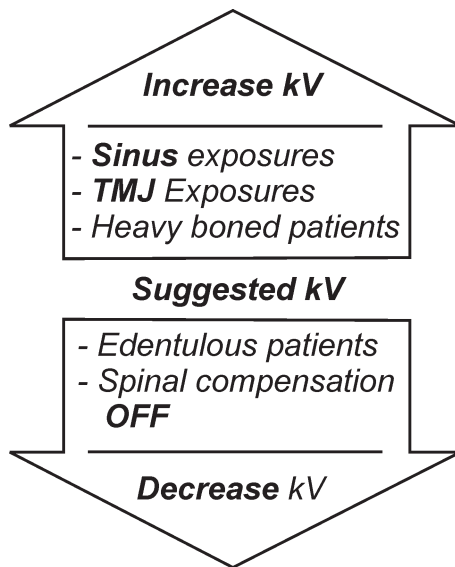 Increase kV
- Sinus exposures
- TMJ Exposures
- Heavy boned patients
Suggested kV
- Edentulous patients
- Spinal compensation
OFF
Decrease kV